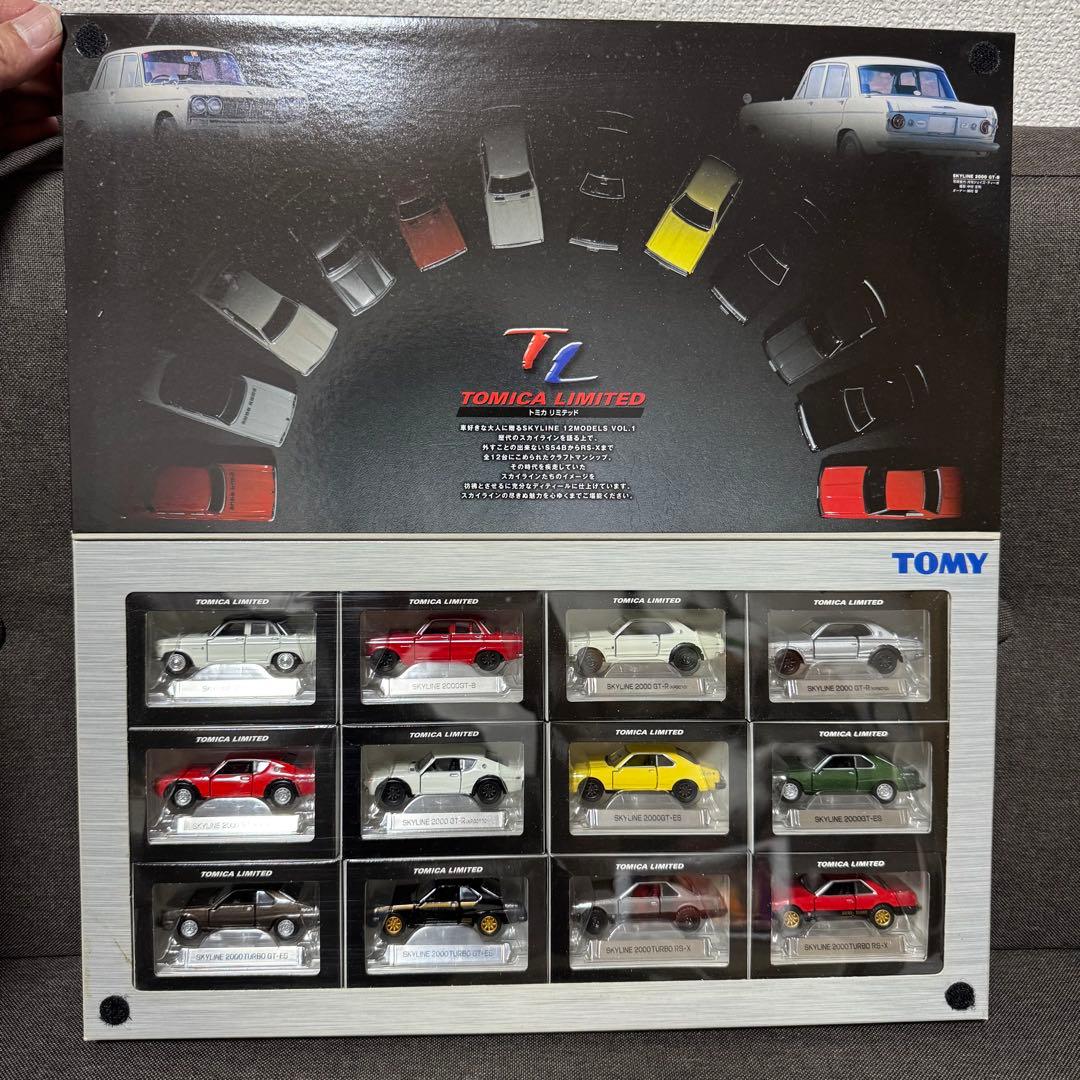 SKYLINE 2000 GT-B
TL
TOMICA LIMITED
トミカ リミテッド
車好きな大人に贈るSKYLINE 12MODELS VOL.1
歴代のスカイラインを語る上で、
外すことの出来ないS54BからRS-Xまで
全12台にこめられたクラフトマンシップ。
その時代を疾走していた
スカイラインたちのイメージを
彷彿とさせるに充分なディティールに仕上げています。
スカイラインの尽きぬ魅力を心ゆくまでご堪能ください。
TOMY
TOMICA LIMITED
TOMICA LIMITED
TOMICA LIMITED
TOMICA LIMITED
SKYLINE 2000GT-B
SKYLINE 2000 GT-R (KPGC10)
SKYLINE 2000 GT-R (KPGC10)
TOMICA LIMITED
TOMICA LIMITED
TOMICA LIMITED
TOMICA LIMITED
SKYLINE 2000
SKYLINE 2000 GT-R (KPGC110)
SKYLINE 2000GT-ES
SKYLINE 2000GT-ES
TOMICA LIMITED
TOMICA LIMITED
TOMICA LIMITED
TOMICA LIMITED
SKYLINE 2000TURBO GT-ES
SKYLINE 2000TURBO GT-ES
SKYLINE 2000TURBO RS-X
SKYLINE 2000TURBO RS-X